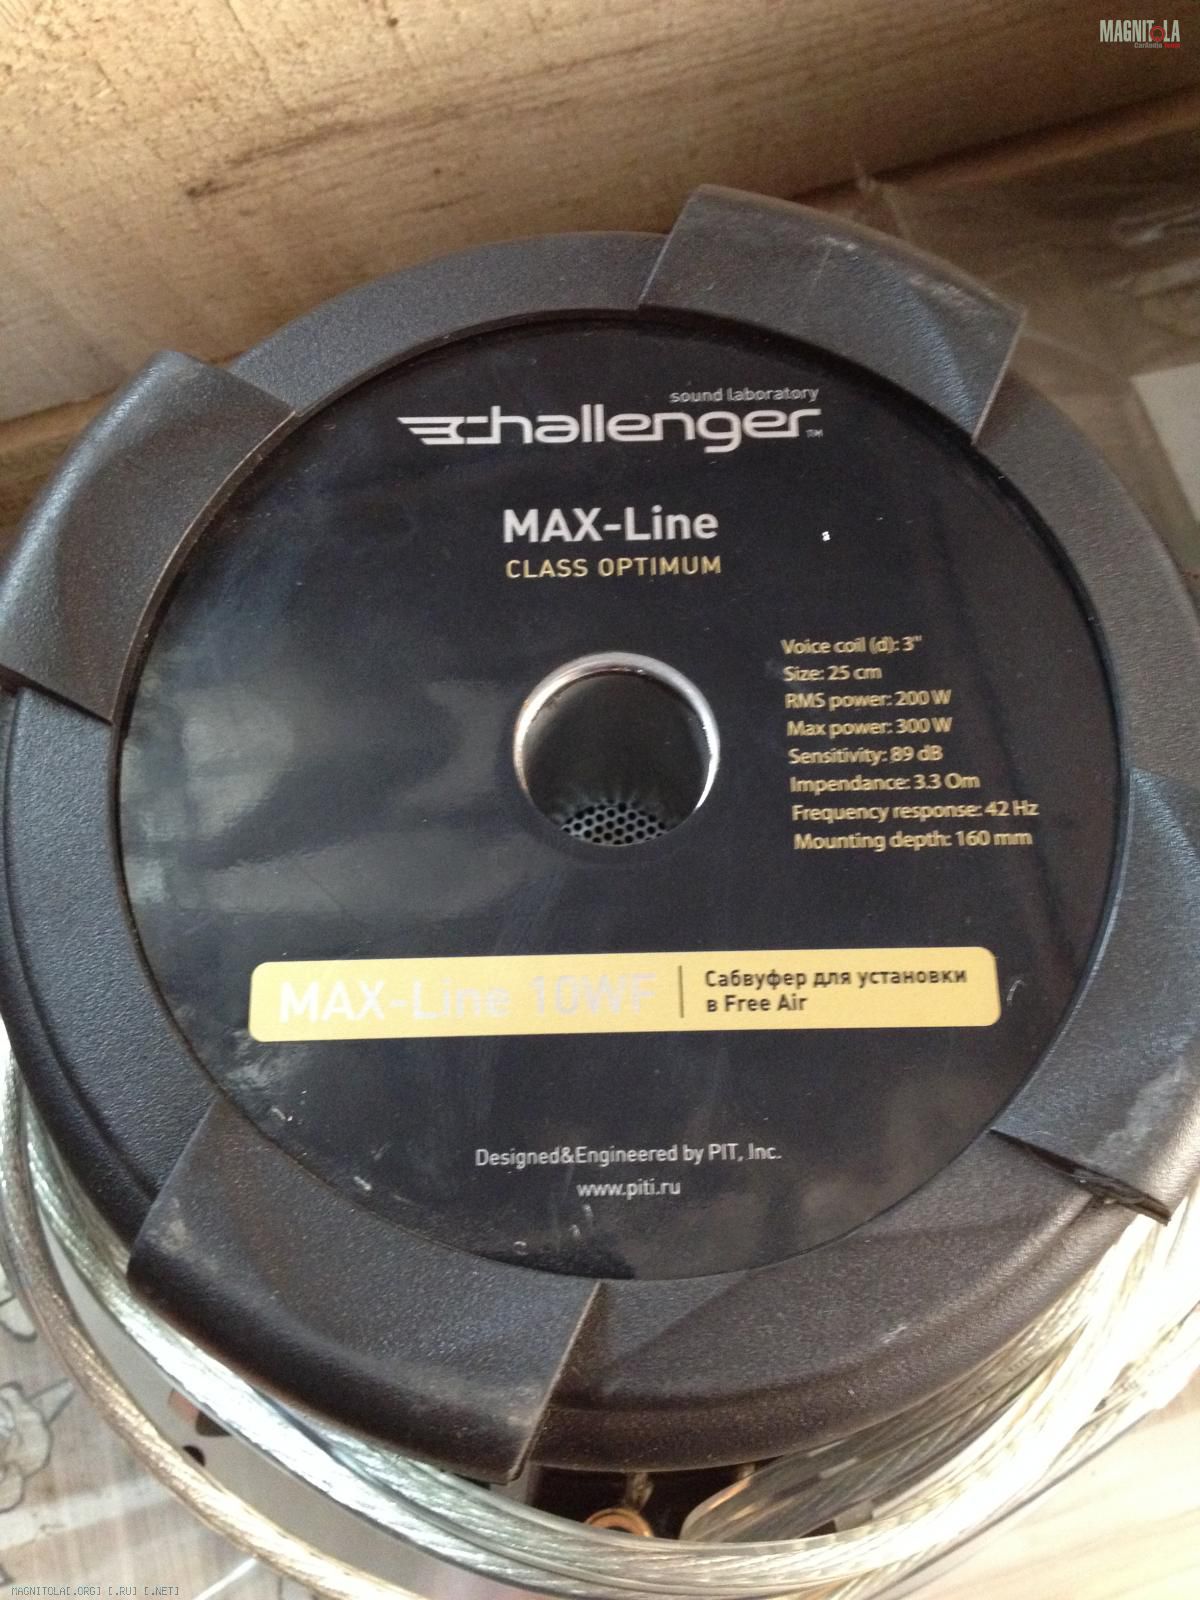 MAGNITOLA
CarAudio
sound laboratory
challenger™
MAX-Line
CLASS OPTIMUM
Voice coil (d): 3"
Size: 25 cm
RMS power: 200 W
Max power: 300 W
Sensitivity: 89 dB
Impendance: 3.3 Om
Frequency response: 42 Hz
Mounting depth: 160 mm
MAX-Line 10WF
Сабвуфер для установки
в Free Air
Designed&Engineered by PIT, Inc.
www.piti.ru
MAGNITOLA[.ORG] [.RU] [.NET]